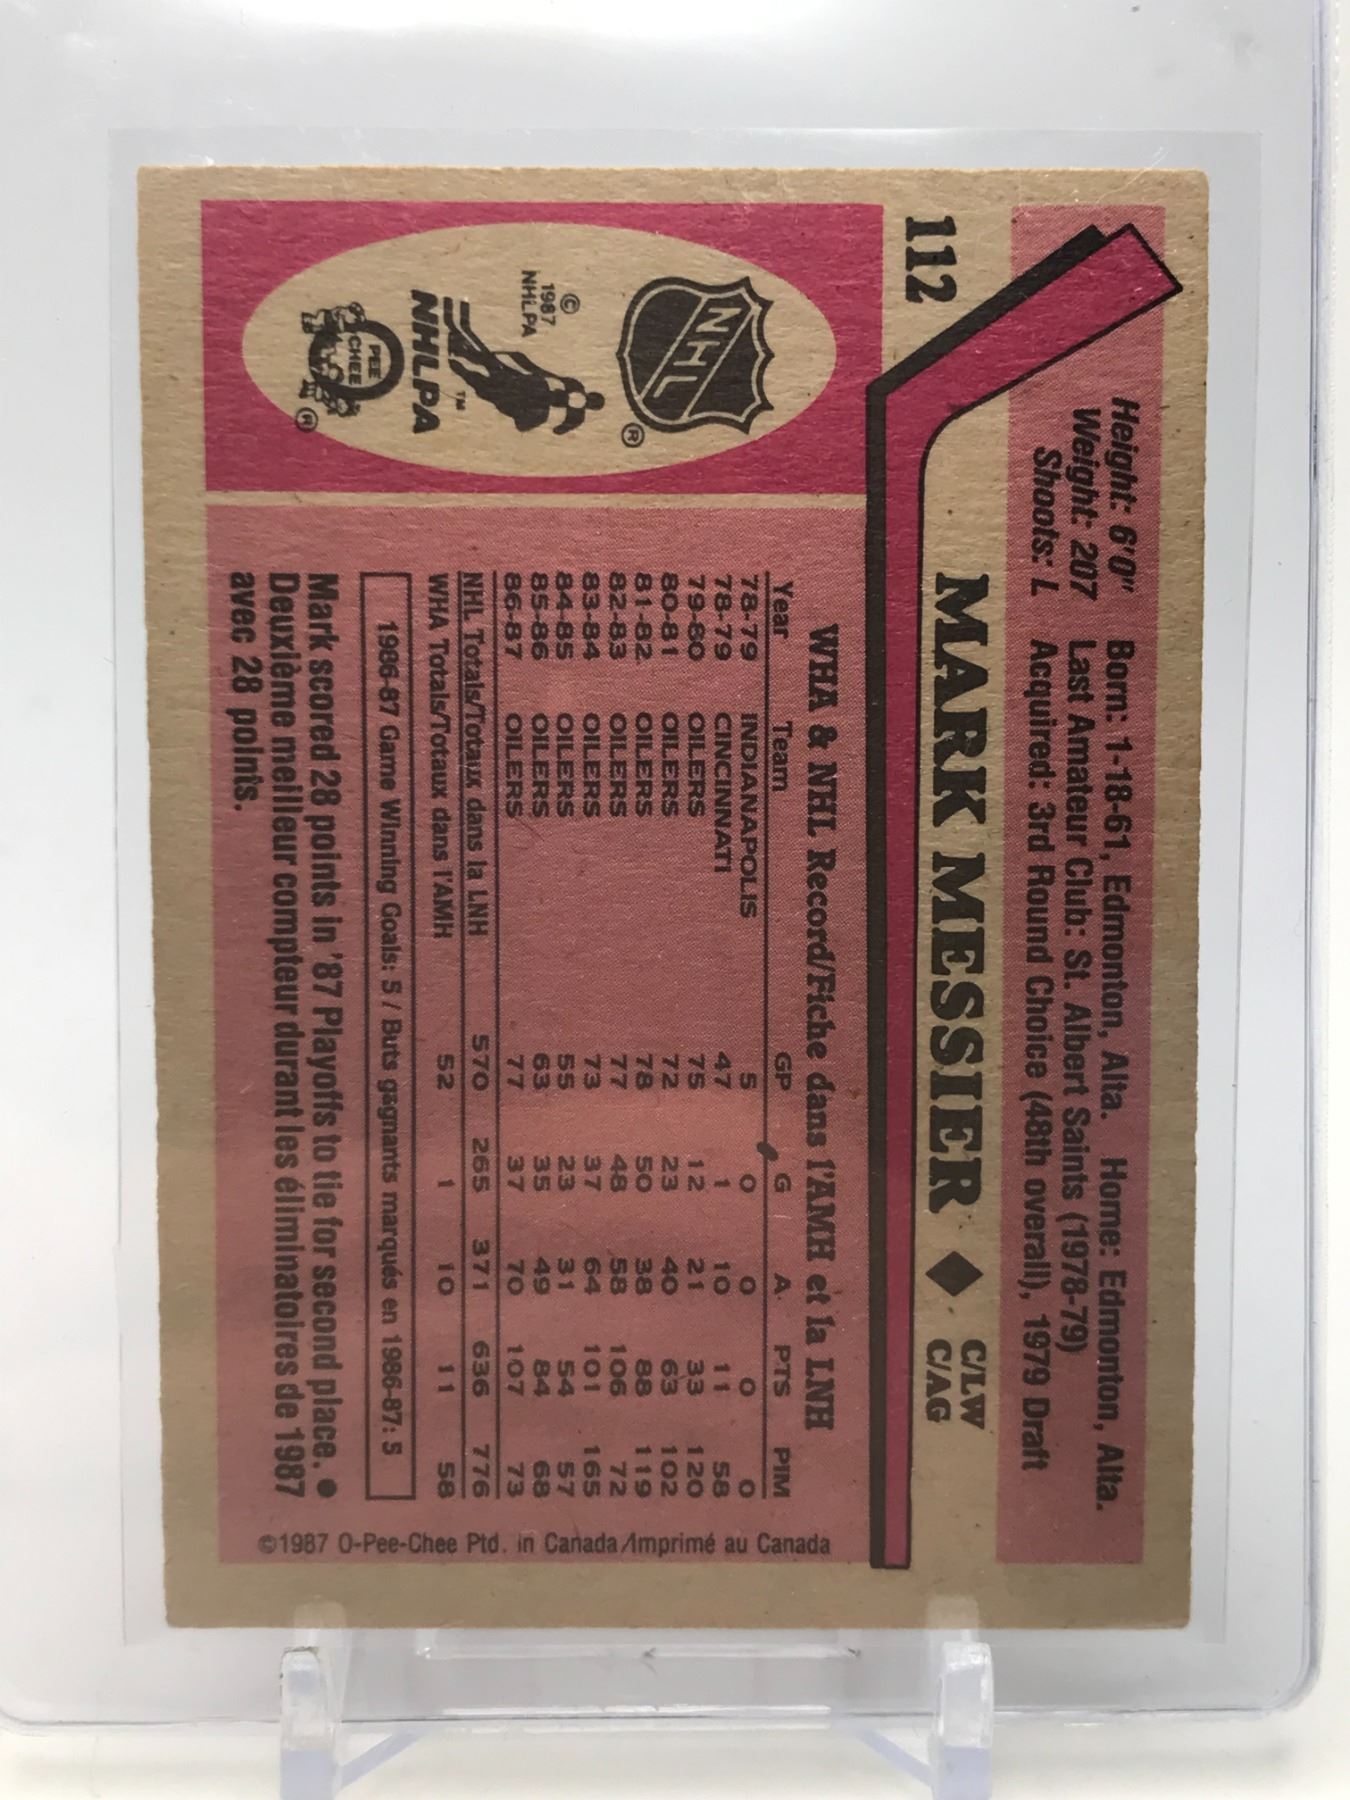 112
Height: 6'0" Born: 1-18-61, Edmonton, Alta. Home: Edmonton, Alta.
Weight: 207 Last Amateur Club: St. Albert Saints (1978-79)
Shoots: L Acquired: 3rd Round Choice (48th overall), 1979 Draft
MARK MESSIER ◆ C/LW
C/AG
NHL ®
© 1987 NHLPA
NHLPA ™
O PEE CHEE ®
WHA & NHL Record/Fiche dans l'AMH et la LNH
Year Team GP G A PTS PIM
78-79 INDIANAPOLIS 5 0 0 0 0
78-79 CINCINNATI 47 1 10 11 58
79-80 OILERS 75 12 21 33 120
80-81 OILERS 72 23 40 63 102
81-82 OILERS 78 50 38 88 119
82-83 OILERS 77 48 58 106 72
83-84 OILERS 73 37 64 101 165
84-85 OILERS 55 23 31 54 57
85-86 OILERS 63 35 49 84 68
86-87 OILERS 77 37 70 107 73
NHL Totals/Totaux dans la LNH 570 265 371 636 776
WHA Totals/Totaux dans l'AMH 52 1 10 11 58
1986-87 Game Winning Goals: 5 / Buts gagnants marqués en 1986-87: 5
Mark scored 28 points in '87 Playoffs to tie for second place. ●
Deuxième meilleur compteur durant les éliminatoires de 1987
avec 28 points.
©1987 O-Pee-Chee Ptd. in Canada/Imprimé au Canada